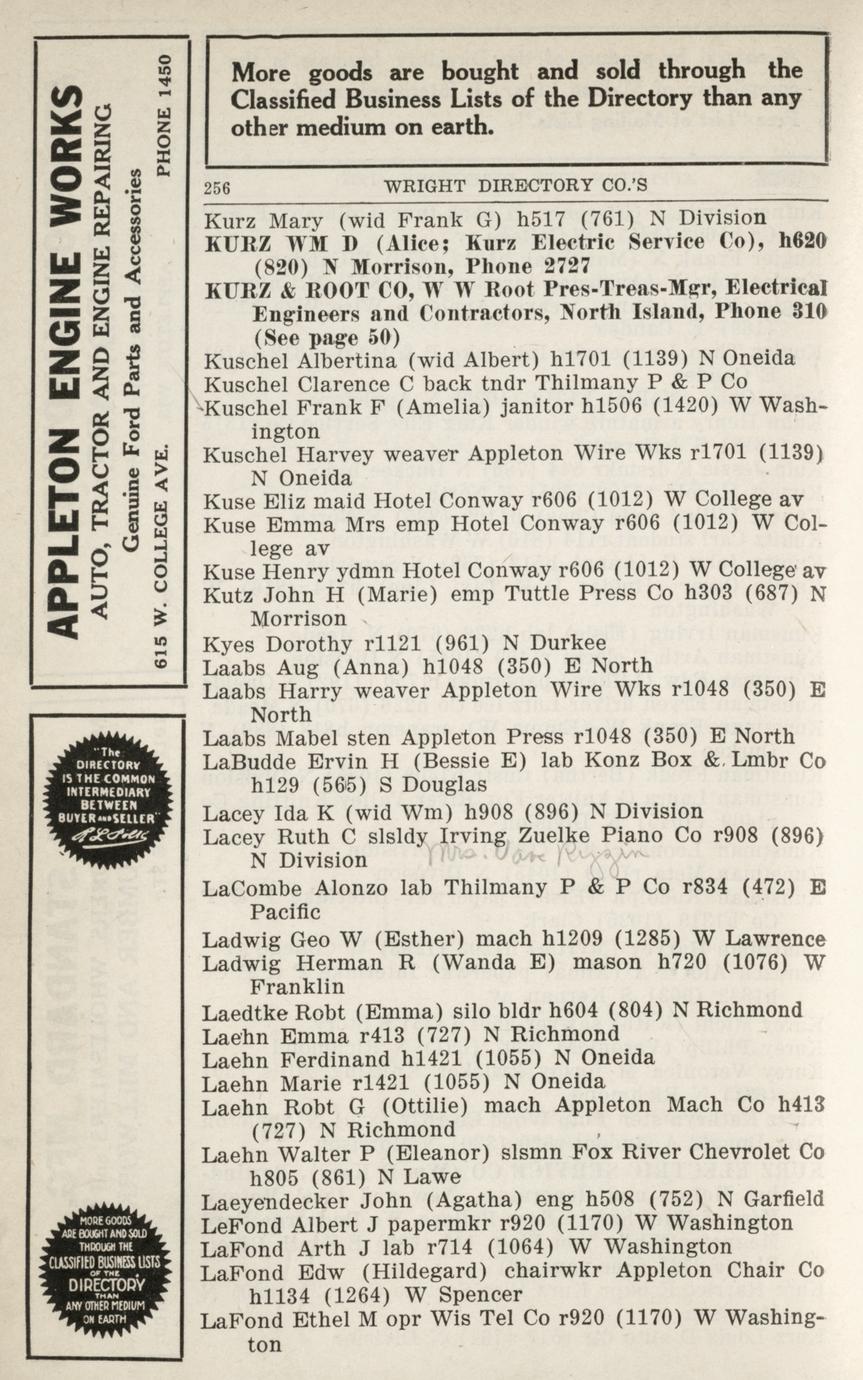 APPLETON ENGINE WORKS
AUTO, TRACTOR AND ENGINE REPAIRING
Genuine Ford Parts and Accessories
615 W. COLLEGE AVE. PHONE 1450
"The
DIRECTORY
IS THE COMMON
INTERMEDIARY
BETWEEN
BUYER AND SELLER"
MORE GOODS
ARE BOUGHT AND SOLD
THROUGH THE
CLASSIFIED BUSINESS LISTS
OF THE
DIRECTORY
THAN
ANY OTHER MEDIUM
ON EARTH
More goods are bought and sold through the
Classified Business Lists of the Directory than any
other medium on earth.
256 WRIGHT DIRECTORY CO.'S
Kurz Mary (wid Frank G) h517 (761) N Division
KURZ WM D (Alice; Kurz Electric Service Co), h620
(820) N Morrison, Phone 2727
KURZ & ROOT CO, W W Root Pres-Treas-Mgr, Electrical
Engineers and Contractors, North Island, Phone 310
(See page 50)
Kuschel Albertina (wid Albert) h1701 (1139) N Oneida
Kuschel Clarence C back tndr Thilmany P & P Co
Kuschel Frank F (Amelia) janitor h1506 (1420) W Wash-
ington
Kuschel Harvey weaver Appleton Wire Wks r1701 (1139)
N Oneida
Kuse Eliz maid Hotel Conway r606 (1012) W College av
Kuse Emma Mrs emp Hotel Conway r606 (1012) W Col-
lege av
Kuse Henry ydmn Hotel Conway r606 (1012) W College av
Kutz John H (Marie) emp Tuttle Press Co h303 (687) N
Morrison
Kyes Dorothy r1121 (961) N Durkee
Laabs Aug (Anna) h1048 (350) E North
Laabs Harry weaver Appleton Wire Wks r1048 (350) E
North
Laabs Mabel sten Appleton Press r1048 (350) E North
LaBudde Ervin H (Bessie E) lab Konz Box & Lmbr Co
h129 (565) S Douglas
Lacey Ida K (wid Wm) h908 (896) N Division
Lacey Ruth C slsldy Irving Zuelke Piano Co r908 (896)
N Division Mrs.
LaCombe Alonzo lab Thilmany P & P Co r834 (472) E
Pacific
Ladwig Geo W (Esther) mach h1209 (1285) W Lawrence
Ladwig Herman R (Wanda E) mason h720 (1076) W
Franklin
Laedtke Robt (Emma) silo bldr h604 (804) N Richmond
Laehn Emma r413 (727) N Richmond
Laehn Ferdinand h1421 (1055) N Oneida
Laehn Marie r1421 (1055) N Oneida
Laehn Robt G (Ottilie) mach Appleton Mach Co h413
(727) N Richmond
Laehn Walter P (Eleanor) slsmn Fox River Chevrolet Co
h805 (861) N Lawe
Laeyendecker John (Agatha) eng h508 (752) N Garfield
LeFond Albert J papermkr r920 (1170) W Washington
LaFond Arth J lab r714 (1064) W Washington
LaFond Edw (Hildegard) chairwkr Appleton Chair Co
h1134 (1264) W Spencer
LaFond Ethel M opr Wis Tel Co r920 (1170) W Washing-
ton